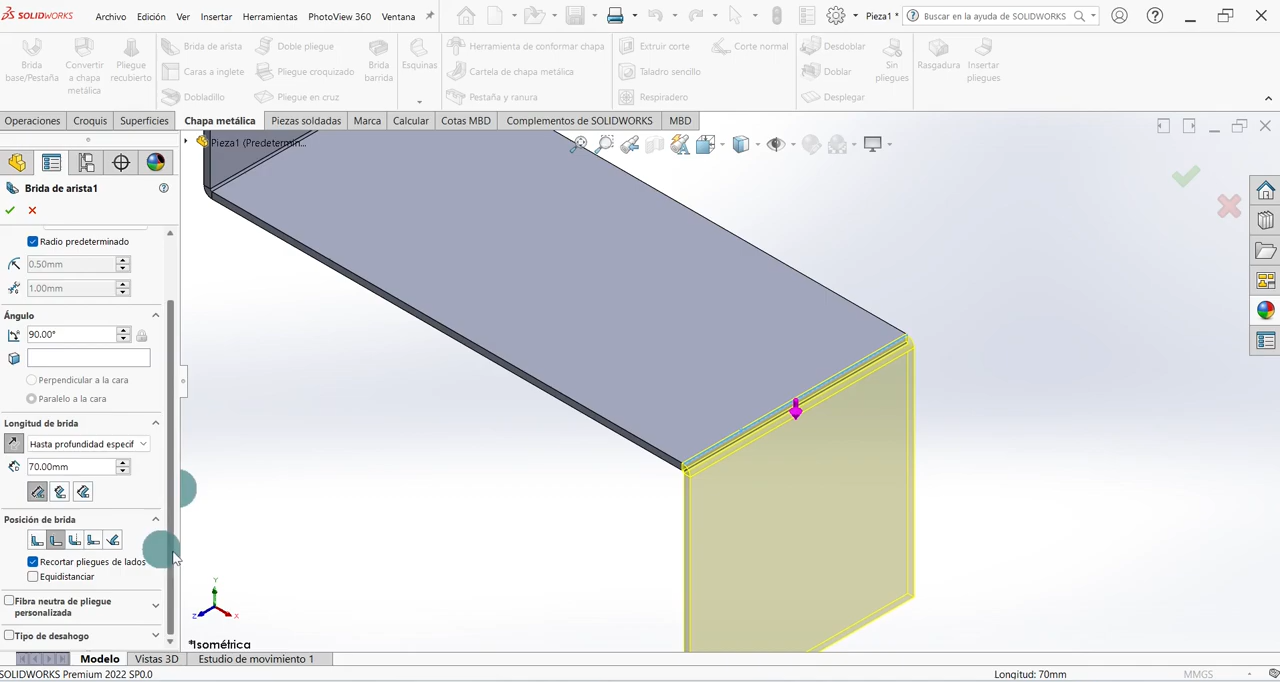 SOLIDWORKS Archivo Edición Ver Insertar Herramientas PhotoView 360 Ventana Pieza1 * Buscar en la ayuda de SOLIDWORKS
Brida base/Pestaña
Convertir a chapa metálica
Pliegue recubierto
Brida de arista
Caras a inglete
Dobladillo
Doble pliegue
Pliegue croquizado
Pliegue en cruz
Brida barrida
Esquinas
Herramienta de conformar chapa
Cartela de chapa metálica
Pestaña y ranura
Extruir corte
Taladro sencillo
Respiradero
Corte normal
Desdoblar
Doblar
Desplegar
Sin pliegues
Rasgadura
Insertar pliegues
Operaciones Croquis Superficies Chapa metálica Piezas soldadas Marca Calcular Cotas MBD Complementos de SOLIDWORKS MBD
Pieza1 (Predetermin...
Brida de arista1
Radio predeterminado
0.50mm
1.00mm
Ángulo
90.00°
Perpendicular a la cara
Paralelo a la cara
Longitud de brida
Hasta profundidad especif
70.00mm
Posición de brida
Recortar pliegues de lados
Equidistanciar
Fibra neutra de pliegue
personalizada
Tipo de desahogo
Y
Z
X
*Isométrica
Modelo Vistas 3D Estudio de movimiento 1
SOLIDWORKS Premium 2022 SP0.0 Longitud: 70mm MMGS